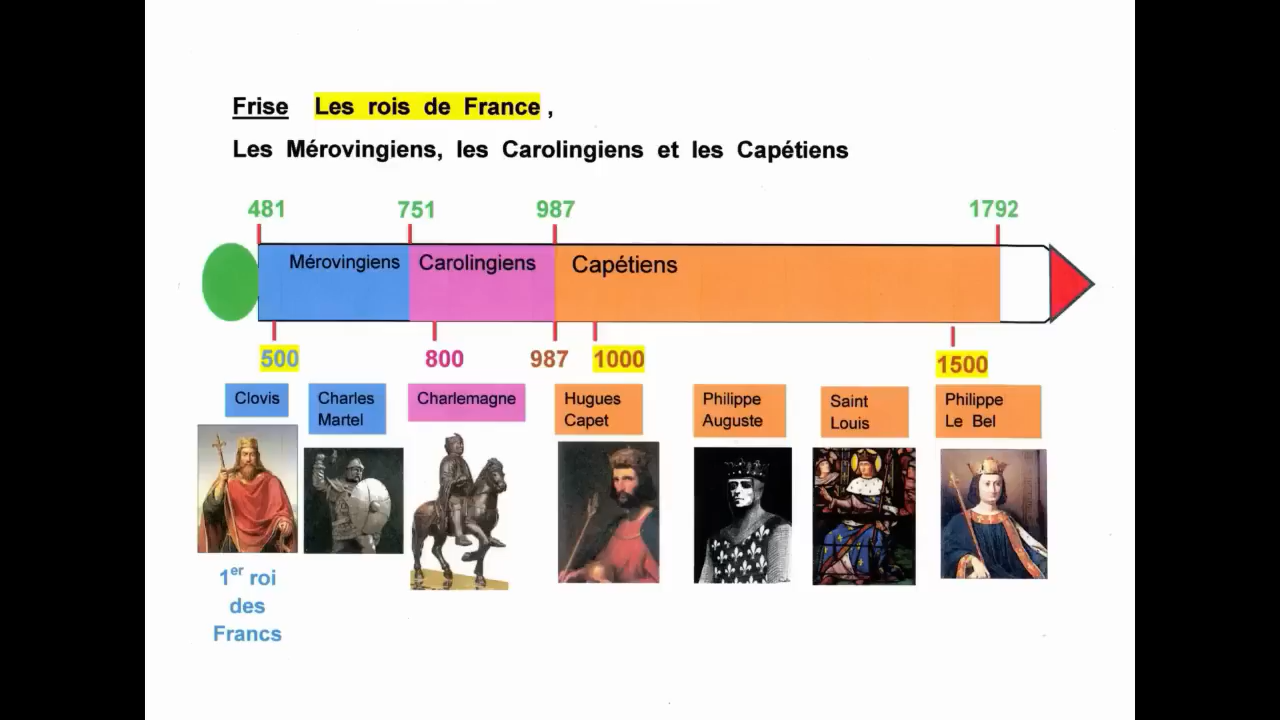 Frise Les rois de France ,
Les Mérovingiens, les Carolingiens et les Capétiens
481 751 987 1792
Mérovingiens Carolingiens Capétiens
500 800 987 1000 1500
Clovis
Charles
Martel
Charlemagne
Hugues
Capet
Philippe
Auguste
Saint
Louis
Philippe
Le Bel
1er roi
des
Francs